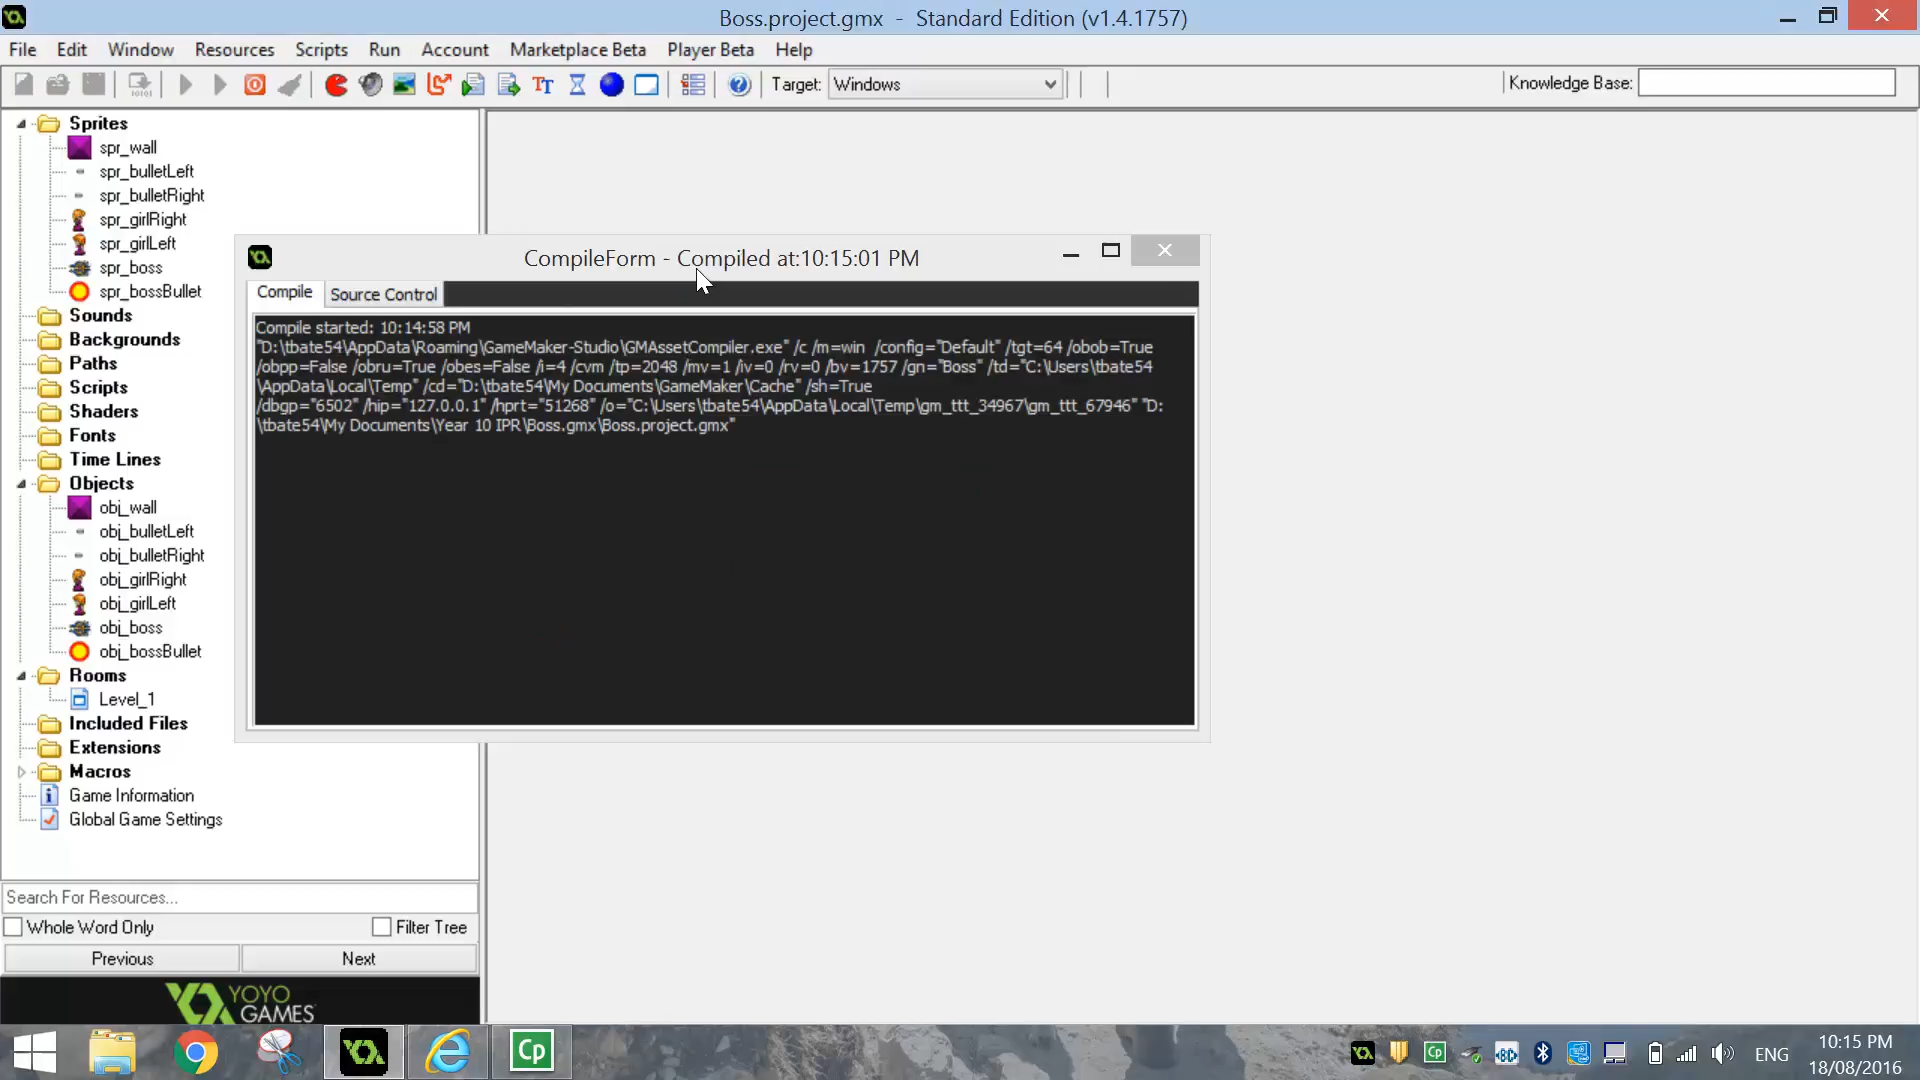 Boss.project.gmx - Standard Edition (v1.4.1757)
File Edit Window Resources Scripts Run Account Marketplace Beta Player Beta Help
Target: Windows
Knowledge Base:
Sprites
spr_wall
spr_bulletLeft
spr_bulletRight
spr_girlRight
spr_girlLeft
spr_boss
spr_bossBullet
Sounds
Backgrounds
Paths
Scripts
Shaders
Fonts
Time Lines
Objects
obj_wall
obj_bulletLeft
obj_bulletRight
obj_girlRight
obj_girlLeft
obj_boss
obj_bossBullet
Rooms
Level_1
Included Files
Extensions
Macros
Game Information
Global Game Settings
Search For Resources...
Whole Word Only
Filter Tree
Previous
Next
YOYO
GAMES
CompileForm - Compiled at:10:15:01 PM
Compile
Source Control
Compile started: 10:14:58 PM
"D:\tbate54\AppData\Roaming\GameMaker-Studio\GMAssetCompiler.exe" /c /m=win /config="Default" /tgt=64 /obob=True
/obpp=False /obru=True /obes=False /i=4 /cvm /tp=2048 /mv=1 /iv=0 /rv=0 /bv=1757 /gn="Boss" /td="C:\Users\tbate54
\AppData\Local\Temp" /cd="D:\tbate54\My Documents\GameMaker\Cache" /sh=True
/dbgp="6502" /hip="127.0.0.1" /hprt="51268" /o="C:\Users\tbate54\AppData\Local\Temp\gm_ttt_34967\gm_ttt_67946" "D:
\tbate54\My Documents\Year 10 IPR\Boss.gmx\Boss.project.gmx"
Cp
Cp
ENG
10:15 PM
18/08/2016